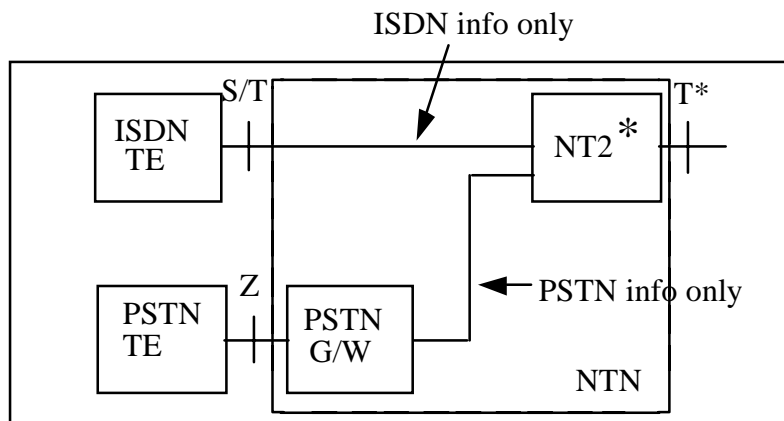 ISDN info only
S/T
T*
ISDN
TE
NT2*
Z
PSTN info only
PSTN
TE
PSTN
G/W
NTN